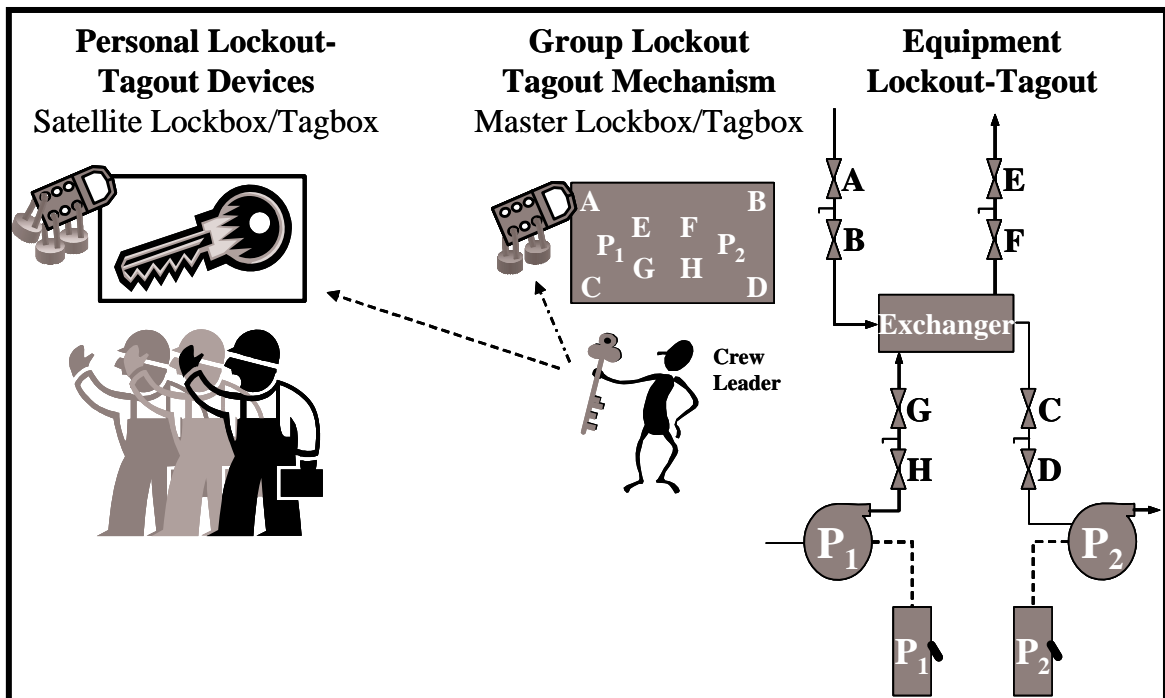 Personal Lockout-
Tagout Devices
Satellite Lockbox/Tagbox
Group Lockout
Tagout Mechanism
Master Lockbox/Tagbox
A B
E F
P1 P2
G H
C D
Crew
Leader
Equipment
Lockout-Tagout
A E
B F
Exchanger
G C
H D
P1 P2
P1 P2